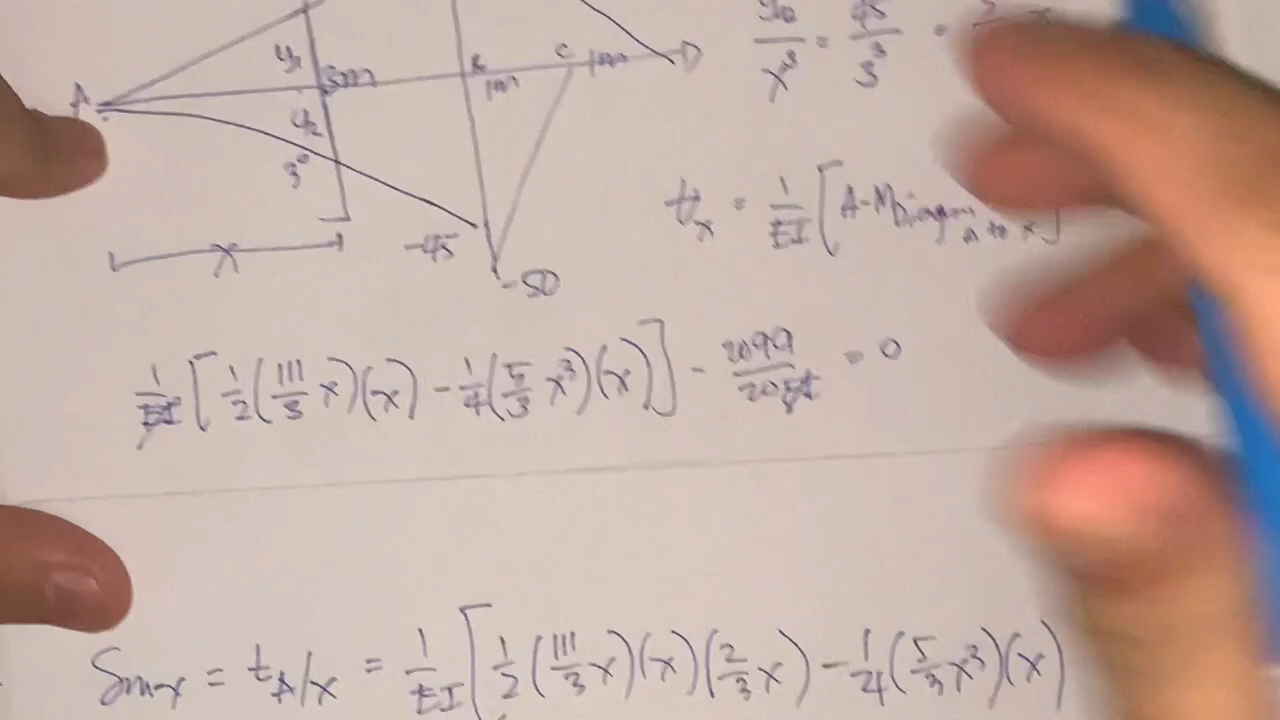 y₁ 3m B 1m C 1m D
A
y₂
3°
x
-45
-50
y₂/x³ = 45/3³ =
t_x = 1/EI [A-M Diagram A to x]
1/EI [1/2 (111/3 x)(x) - 1/4 (5/3 x³)(x)] - 2099/20EI = 0
δmax = t_A/x = 1/EI [1/2 (111/3 x)(x)(2/3 x) - 1/4 (5/3 x³)(x)